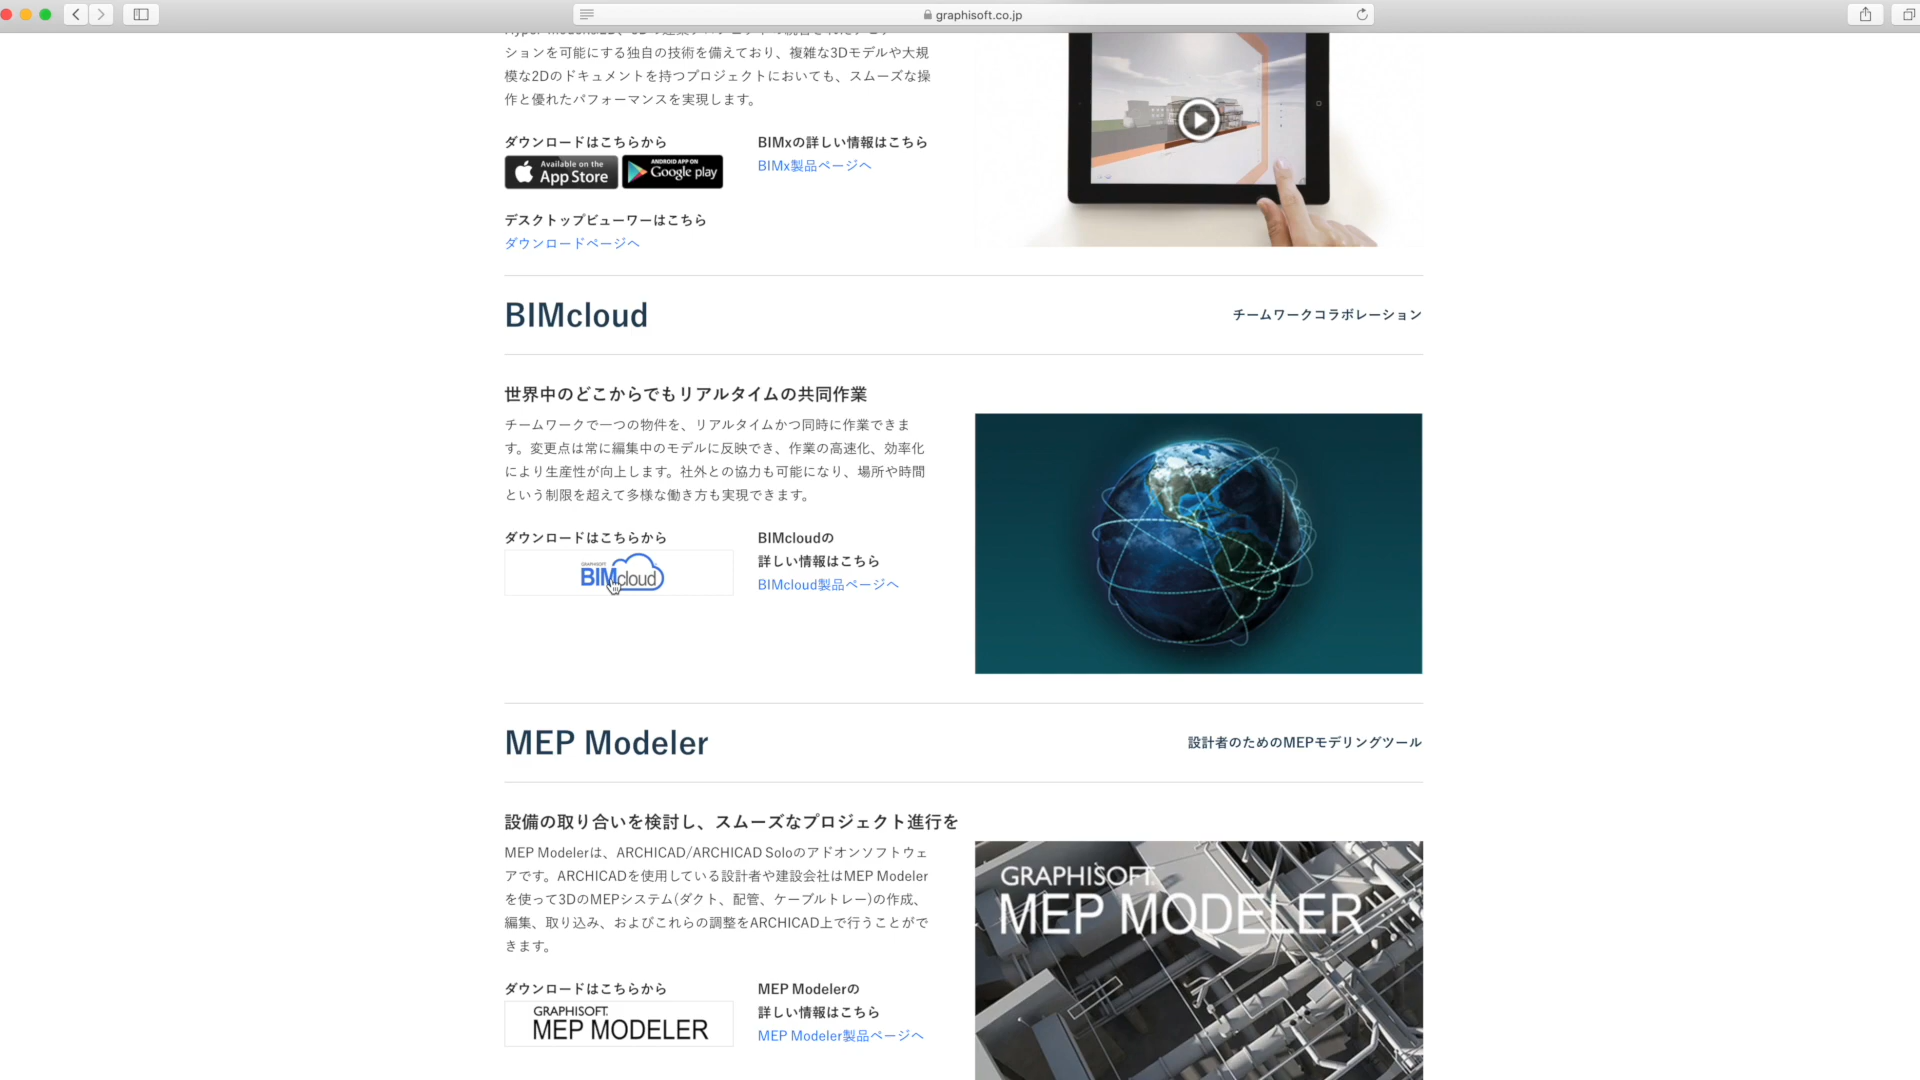 graphisoft.co.jp
ションを可能にする独自の技術を備えており、複雑な3Dモデルや大規
模な2Dのドキュメントを持つプロジェクトにおいても、スムーズな操
作と優れたパフォーマンスを実現します。
ダウンロードはこちらから
Available on the
App Store
ANDROID APP ON
Google play
BIMxの詳しい情報はこちら
BIMx製品ページへ
デスクトップビューワーはこちら
ダウンロードページへ
BIMcloud
チームワークコラボレーション
世界中のどこからでもリアルタイムの共同作業
チームワークで一つの物件を、リアルタイムかつ同時に作業できま
す。変更点は常に編集中のモデルに反映でき、作業の高速化、効率化
により生産性が向上します。社外との協力も可能になり、場所や時間
という制限を超えて多様な働き方も実現できます。
ダウンロードはこちらから
GRAPHISOFT
BIMcloud
BIMcloudの
詳しい情報はこちら
BIMcloud製品ページへ
MEP Modeler
設計者のためのMEPモデリングツール
設備の取り合いを検討し、スムーズなプロジェクト進行を
MEP Modelerは、ARCHICAD/ARCHICAD Soloのアドオンソフトウェ
アです。ARCHICADを使用している設計者や建設会社はMEP Modeler
を使って3DのMEPシステム(ダクト、配管、ケーブルトレー)の作成、
編集、取り込み、およびこれらの調整をARCHICAD上で行うことがで
きます。
GRAPHISOFT.
MEP MODELER
ダウンロードはこちらから
GRAPHISOFT.
MEP MODELER
MEP Modelerの
詳しい情報はこちら
MEP Modeler製品ページへ